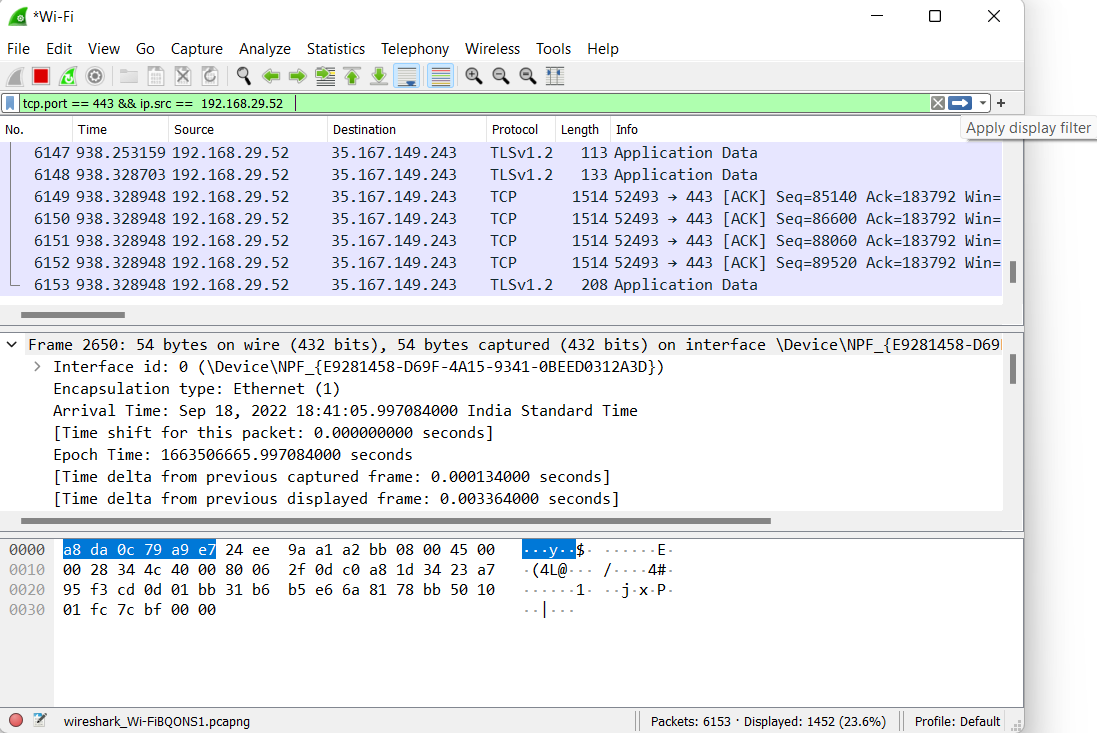 *Wi-Fi
File Edit View Go Capture Analyze Statistics Telephony Wireless Tools Help
tcp.port == 443 && ip.src == 192.168.29.52
Apply display filter
No. Time Source Destination Protocol Length Info
6147 938.253159 192.168.29.52 35.167.149.243 TLSv1.2 113 Application Data
6148 938.328703 192.168.29.52 35.167.149.243 TLSv1.2 133 Application Data
6149 938.328948 192.168.29.52 35.167.149.243 TCP 1514 52493 → 443 [ACK] Seq=85140 Ack=183792 Win=
6150 938.328948 192.168.29.52 35.167.149.243 TCP 1514 52493 → 443 [ACK] Seq=86600 Ack=183792 Win=
6151 938.328948 192.168.29.52 35.167.149.243 TCP 1514 52493 → 443 [ACK] Seq=88060 Ack=183792 Win=
6152 938.328948 192.168.29.52 35.167.149.243 TCP 1514 52493 → 443 [ACK] Seq=89520 Ack=183792 Win=
6153 938.328948 192.168.29.52 35.167.149.243 TLSv1.2 208 Application Data
Frame 2650: 54 bytes on wire (432 bits), 54 bytes captured (432 bits) on interface \Device\NPF_{E9281458-D69
Interface id: 0 (\Device\NPF_{E9281458-D69F-4A15-9341-0BEED0312A3D})
Encapsulation type: Ethernet (1)
Arrival Time: Sep 18, 2022 18:41:05.997084000 India Standard Time
[Time shift for this packet: 0.000000000 seconds]
Epoch Time: 1663506665.997084000 seconds
[Time delta from previous captured frame: 0.000134000 seconds]
[Time delta from previous displayed frame: 0.003364000 seconds]
0000 a8 da 0c 79 a9 e7 24 ee 9a a1 a2 bb 08 00 45 00 ···y··$· ······E·
0010 00 28 34 4c 40 00 80 06 2f 0d c0 a8 1d 34 23 a7 ·(4L@··· /····4#·
0020 95 f3 cd 0d 01 bb 31 b6 b5 e6 6a 81 78 bb 50 10 ······1· ··j·x·P·
0030 01 fc 7c bf 00 00 ··|···
wireshark_Wi-FiBQONS1.pcapng Packets: 6153 · Displayed: 1452 (23.6%) Profile: Default